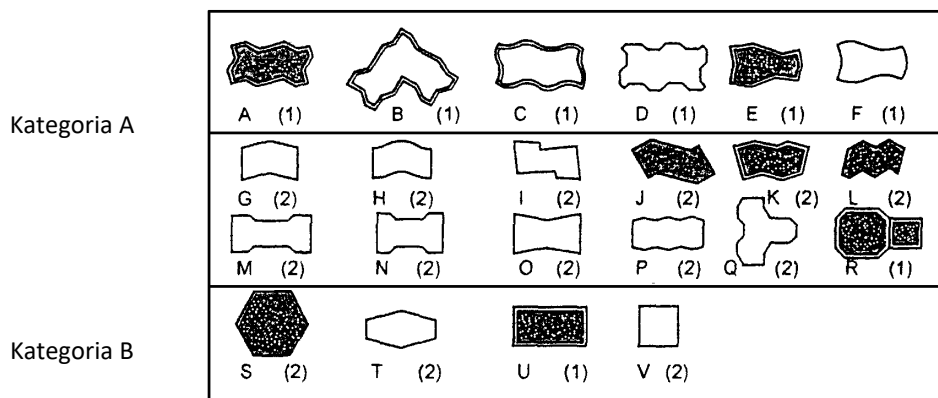 Kategoria A
A (1) B (1) C (1) D (1) E (1) F (1)
G (2) H (2) I (2) J (2) K (2) L (2)
M (2) N (2) O (2) P (2) Q (2) R (1)
Kategoria B
S (2) T (2) U (1) V (2)